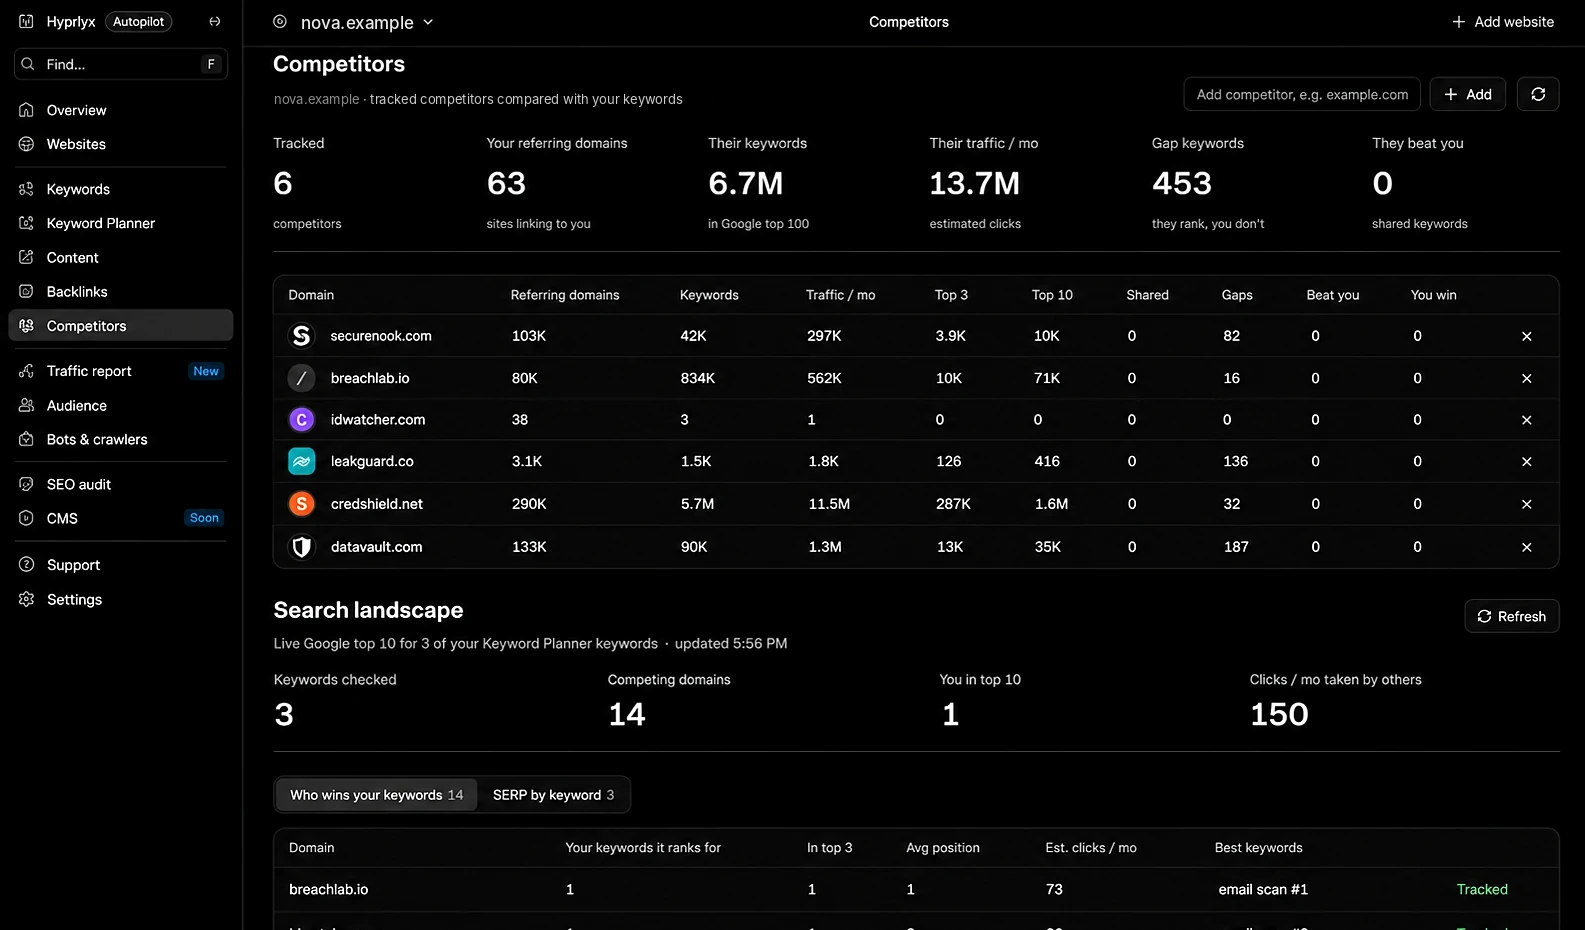 Hyprlyx Autopilot
nova.example
Competitors
Add website
Find... F
Overview
Websites
Keywords
Keyword Planner
Content
Backlinks
Competitors
Traffic report New
Audience
Bots & crawlers
SEO audit
CMS Soon
Support
Settings
Competitors
nova.example · tracked competitors compared with your keywords
Add competitor, e.g. example.com
Add
Tracked Your referring domains Their keywords Their traffic / mo Gap keywords They beat you
6 63 6.7M 13.7M 453 0
competitors sites linking to you in Google top 100 estimated clicks they rank, you don't shared keywords
Domain Referring domains Keywords Traffic / mo Top 3 Top 10 Shared Gaps Beat you You win
S securenook.com 103K 42K 297K 3.9K 10K 0 82 0 0
/ breachlab.io 80K 834K 562K 10K 71K 0 16 0 0
C idwatcher.com 38 3 1 0 0 0 0 0 0
leakguard.co 3.1K 1.5K 1.8K 126 416 0 136 0 0
S credshield.net 290K 5.7M 11.5M 287K 1.6M 0 32 0 0
datavault.com 133K 90K 1.3M 13K 35K 0 187 0 0
Search landscape
Refresh
Live Google top 10 for 3 of your Keyword Planner keywords · updated 5:56 PM
Keywords checked Competing domains You in top 10 Clicks / mo taken by others
3 14 1 150
Who wins your keywords 14 SERP by keyword 3
Domain Your keywords it ranks for In top 3 Avg position Est. clicks / mo Best keywords
breachlab.io 1 1 1 73 email scan #1 Tracked